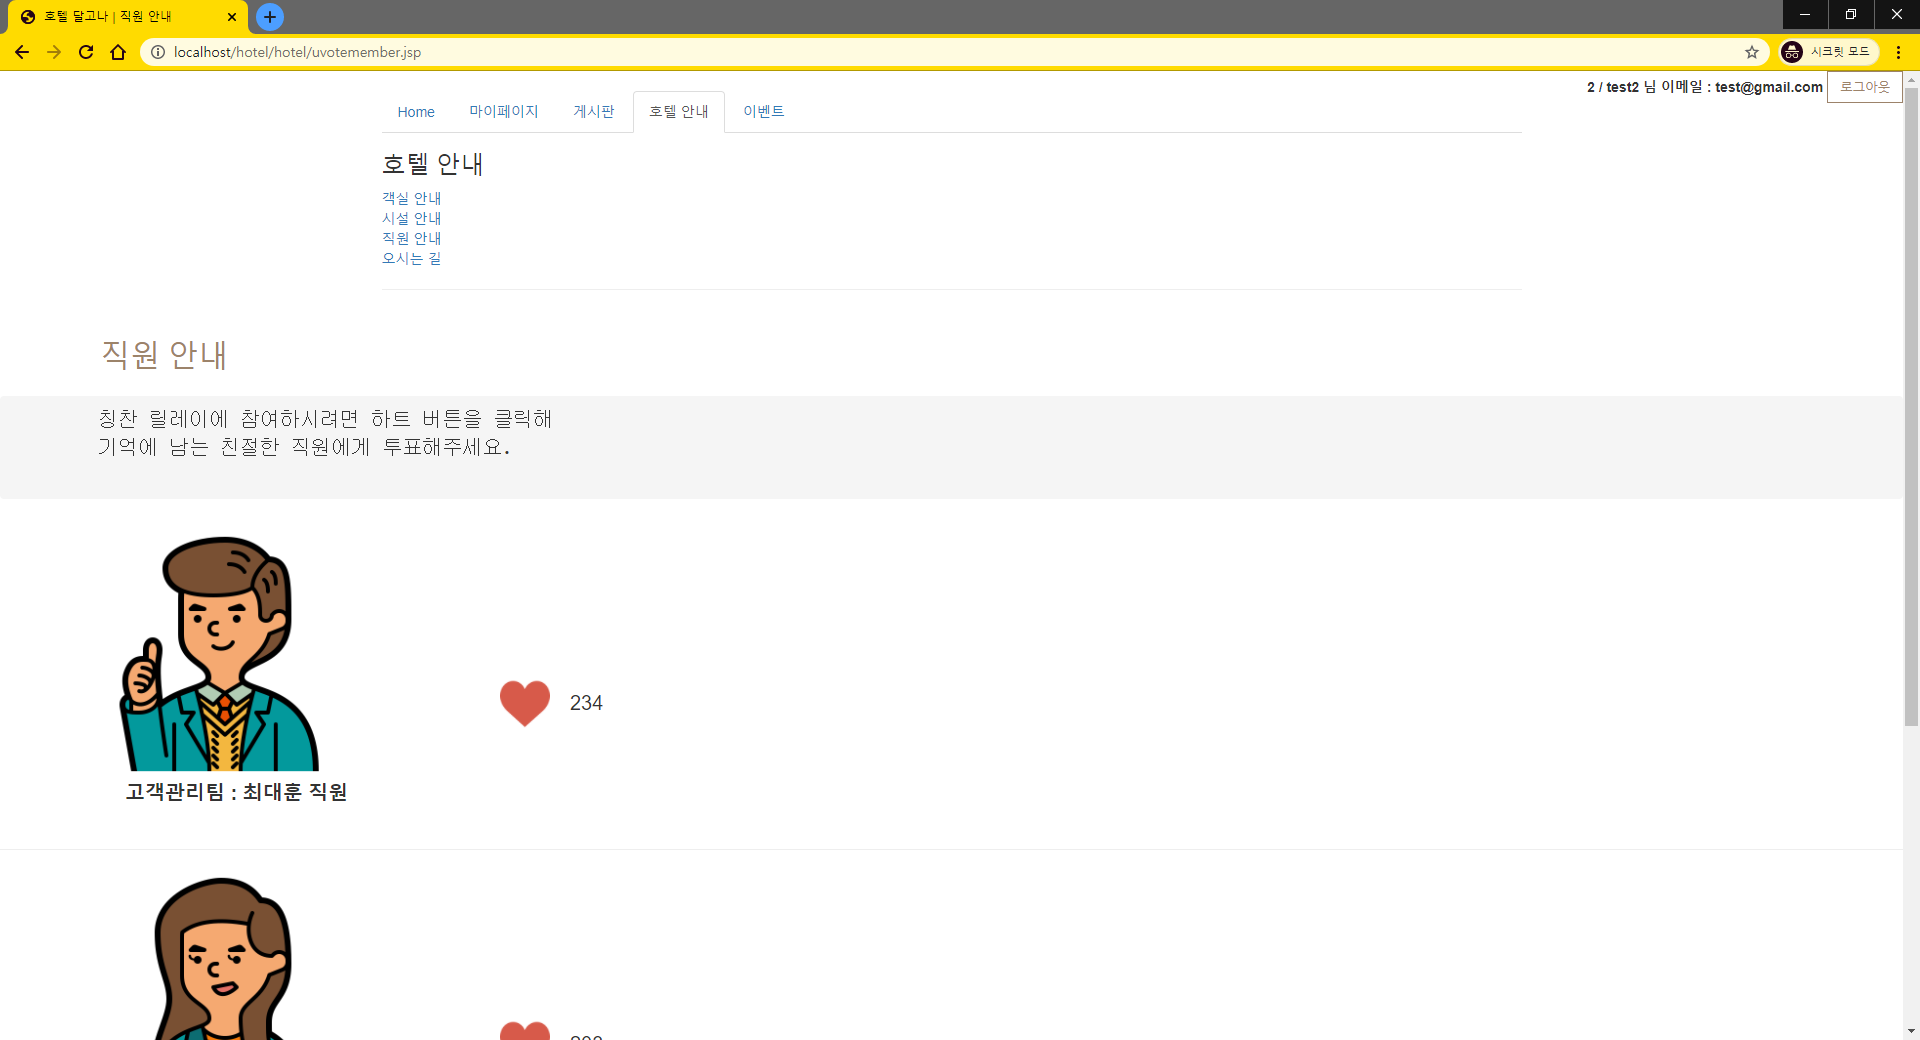 호텔 달고나 | 직원 안내
localhost/hotel/hotel/uvotemember.jsp
시크릿 모드
2 / test2 님 이메일 : test@gmail.com 로그아웃
Home 마이페이지 게시판 호텔 안내 이벤트
호텔 안내
객실 안내
시설 안내
직원 안내
오시는 길
직원 안내
칭찬 릴레이에 참여하시려면 하트 버튼을 클릭해
기억에 남는 친절한 직원에게 투표해주세요.
234
고객관리팀 : 최대훈 직원